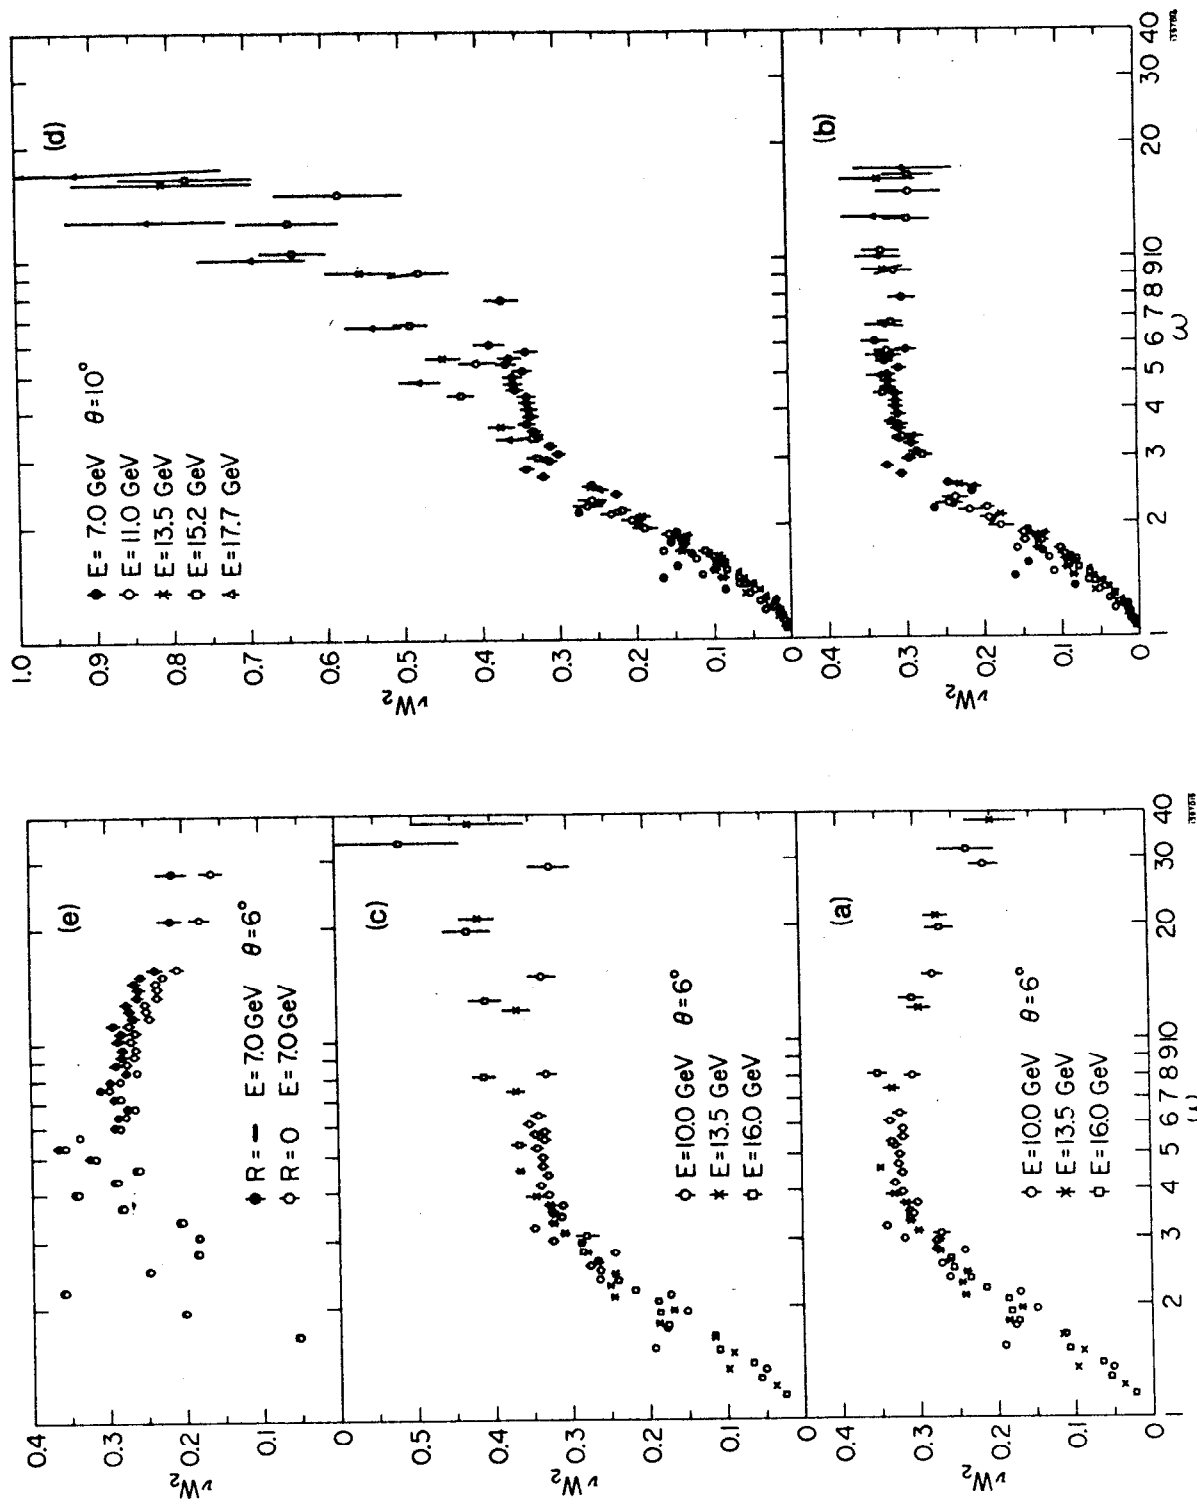 (e)
νW₂
0.4
0.3
0.2
0.1
0
R = ∞ E = 7.0 GeV θ = 6°
R = 0 E = 7.0 GeV
(c)
νW₂
0.5
0.4
0.3
0.2
0.1
0
E = 10.0 GeV θ = 6°
E = 13.5 GeV
E = 16.0 GeV
(a)
νW₂
0.4
0.3
0.2
0.1
0
E = 10.0 GeV θ = 6°
E = 13.5 GeV
E = 16.0 GeV
1 2 3 4 5 6 7 8 9 10 20 30 40
(d)
νW₂
1.0
0.9
0.8
0.7
0.6
0.5
0.4
0.3
0.2
0.1
0
E = 7.0 GeV θ = 10°
E = 11.0 GeV
E = 13.5 GeV
E = 15.2 GeV
E = 17.7 GeV
(b)
νW₂
0.4
0.3
0.2
0.1
0
1 2 3 4 5 6 7 8 9 10 20 30 40
ω